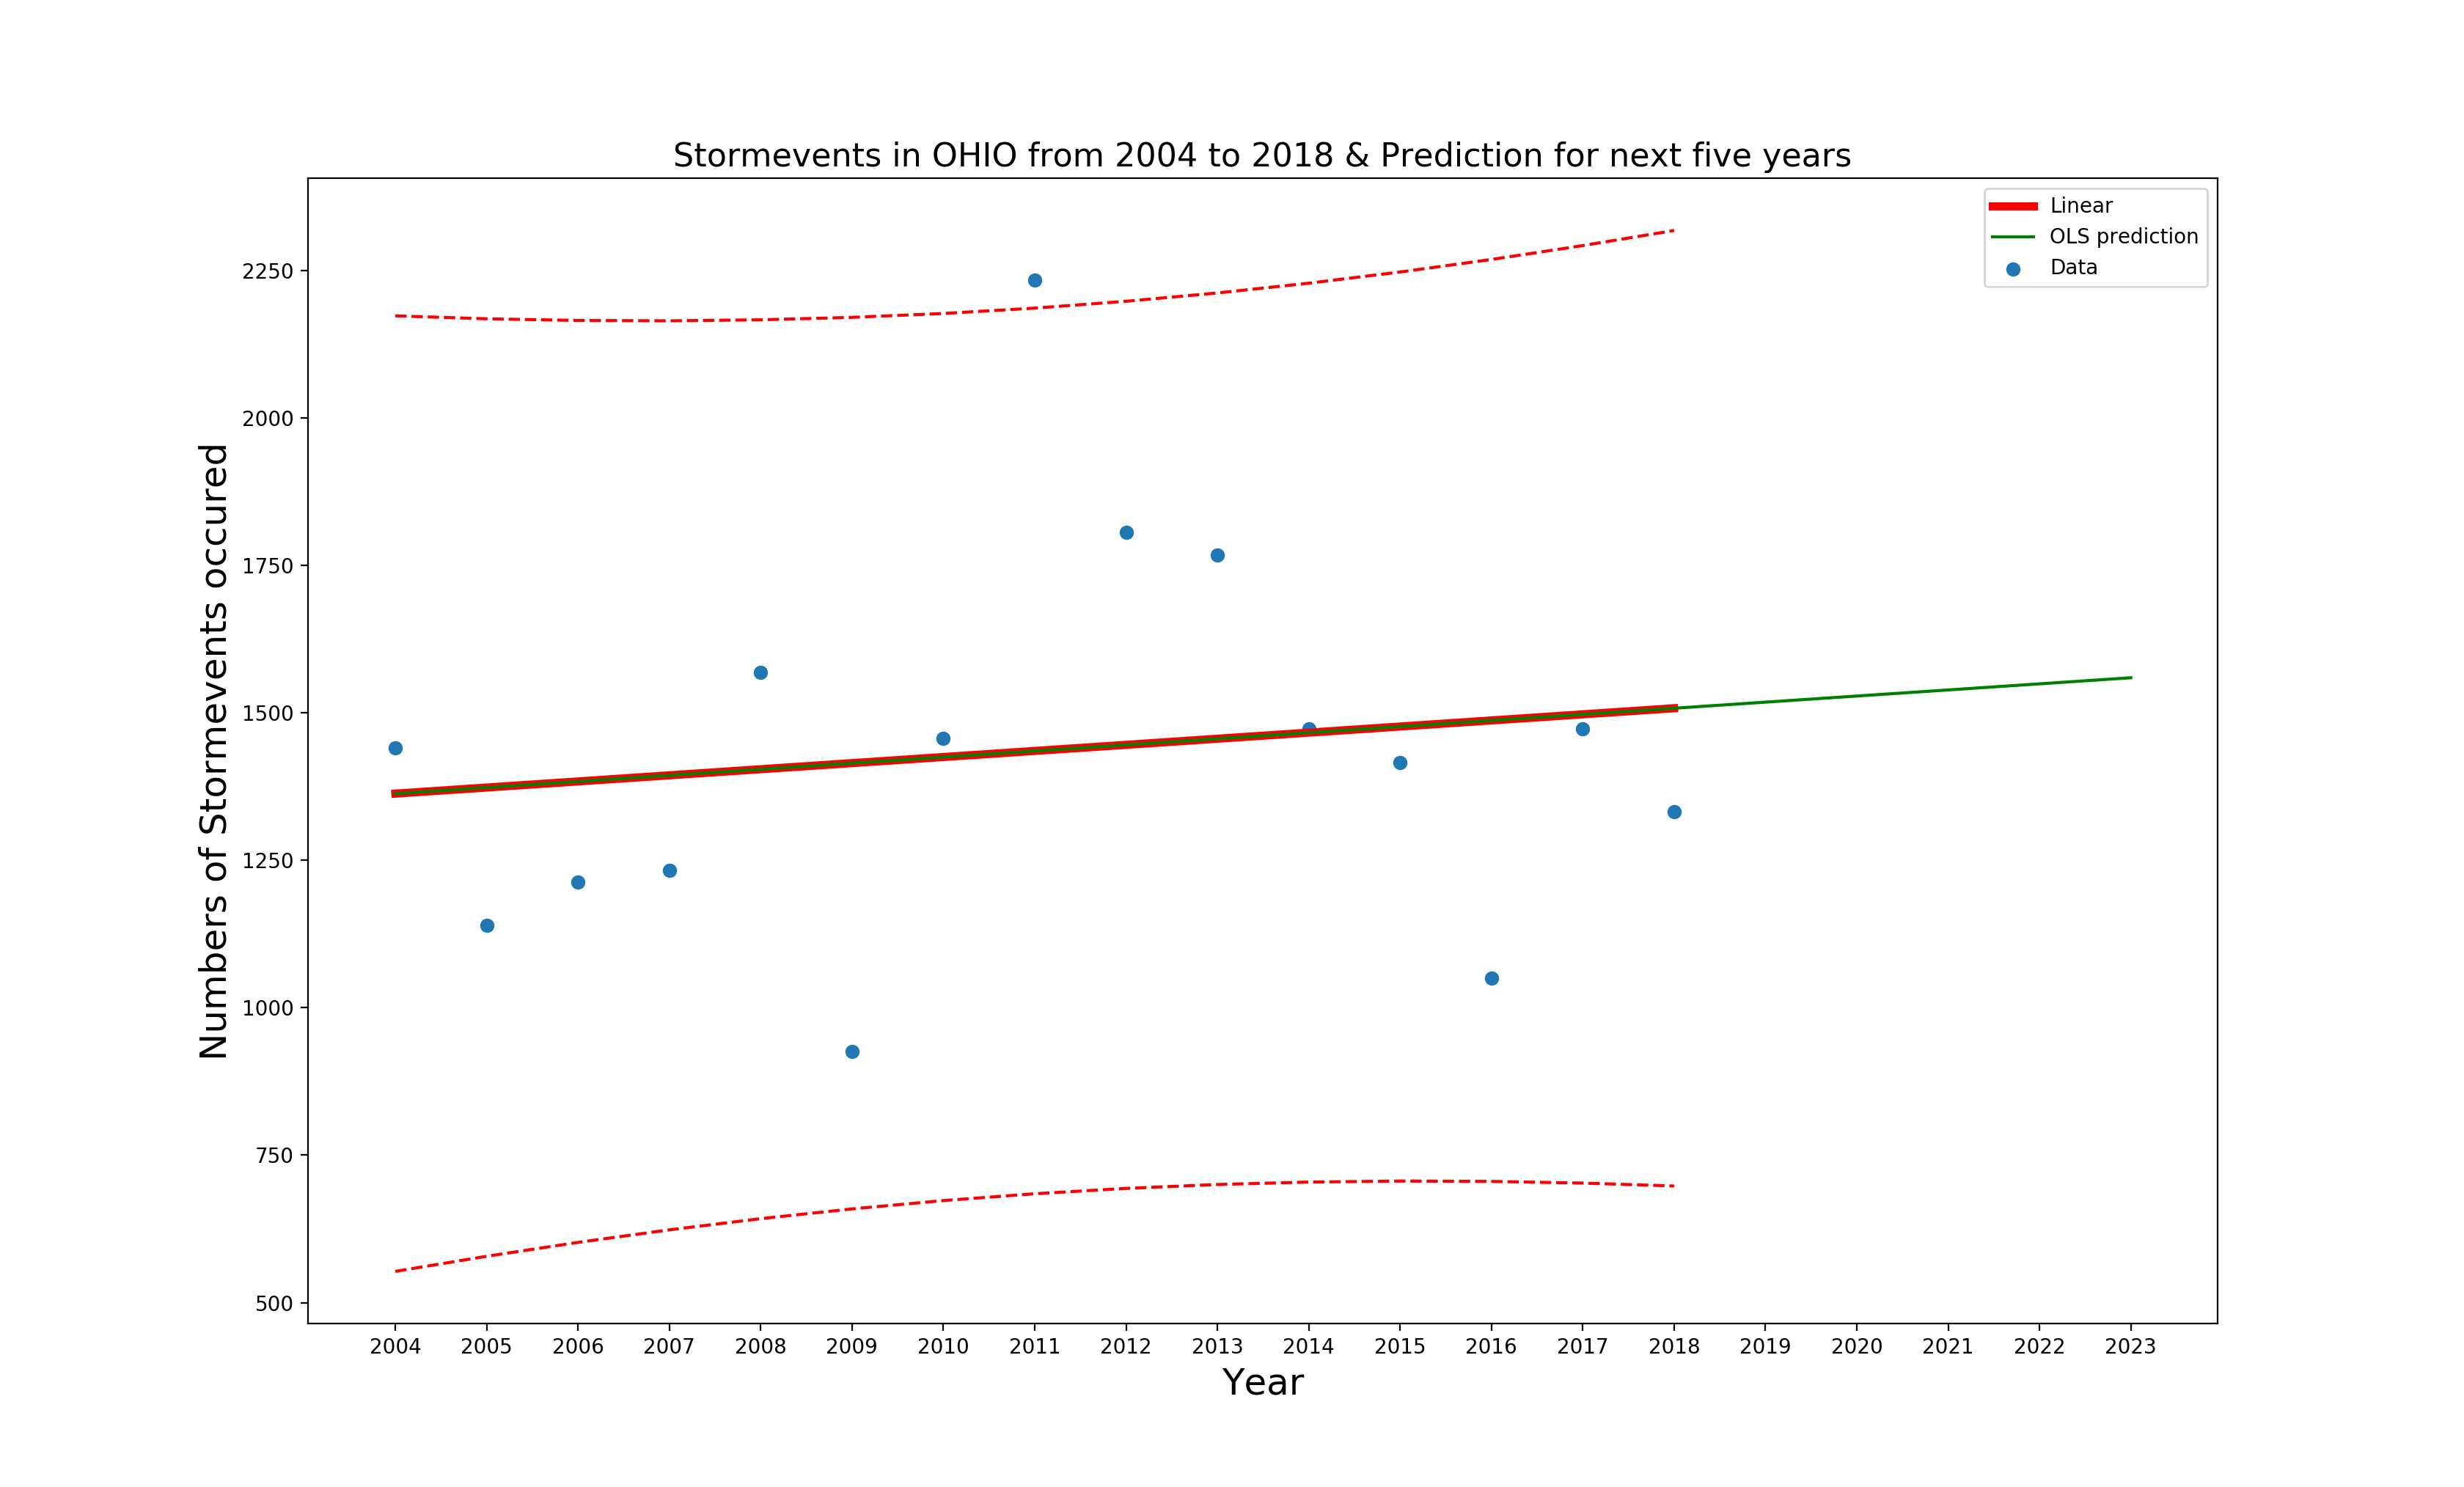 Stormevents in OHIO from 2004 to 2018 & Prediction for next five years
Linear
OLS prediction
Data
Numbers of Stormevents occured
2250
2000
1750
1500
1250
1000
750
500
2004 2005 2006 2007 2008 2009 2010 2011 2012 2013 2014 2015 2016 2017 2018 2019 2020 2021 2022 2023
Year